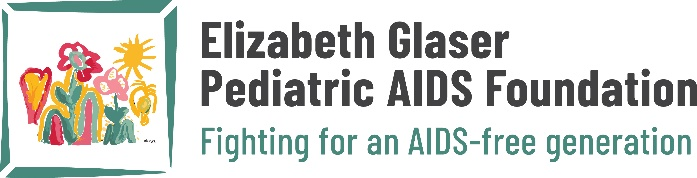 Elizabeth Glaser
Pediatric AIDS Foundation
Fighting for an AIDS-free generation